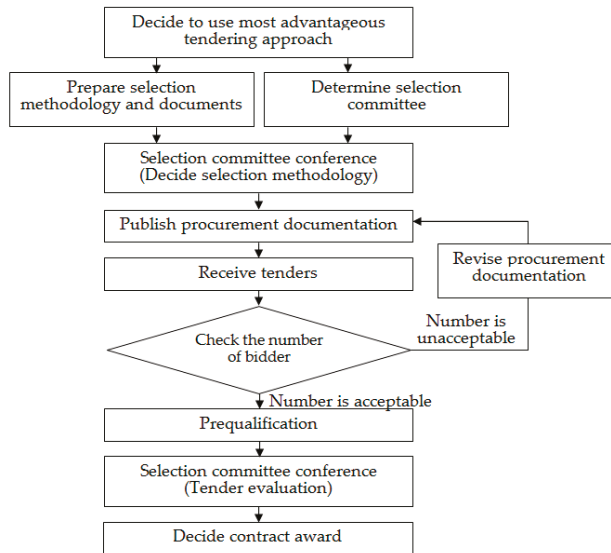 Decide to use most advantageous
tendering approach
Prepare selection
methodology and documents
Determine selection
committee
Selection committee conference
(Decide selection methodology)
Publish procurement documentation
Revise procurement
documentation
Receive tenders
Check the number
of bidder
Number is
unacceptable
Number is acceptable
Prequalification
Selection committee conference
(Tender evaluation)
Decide contract award